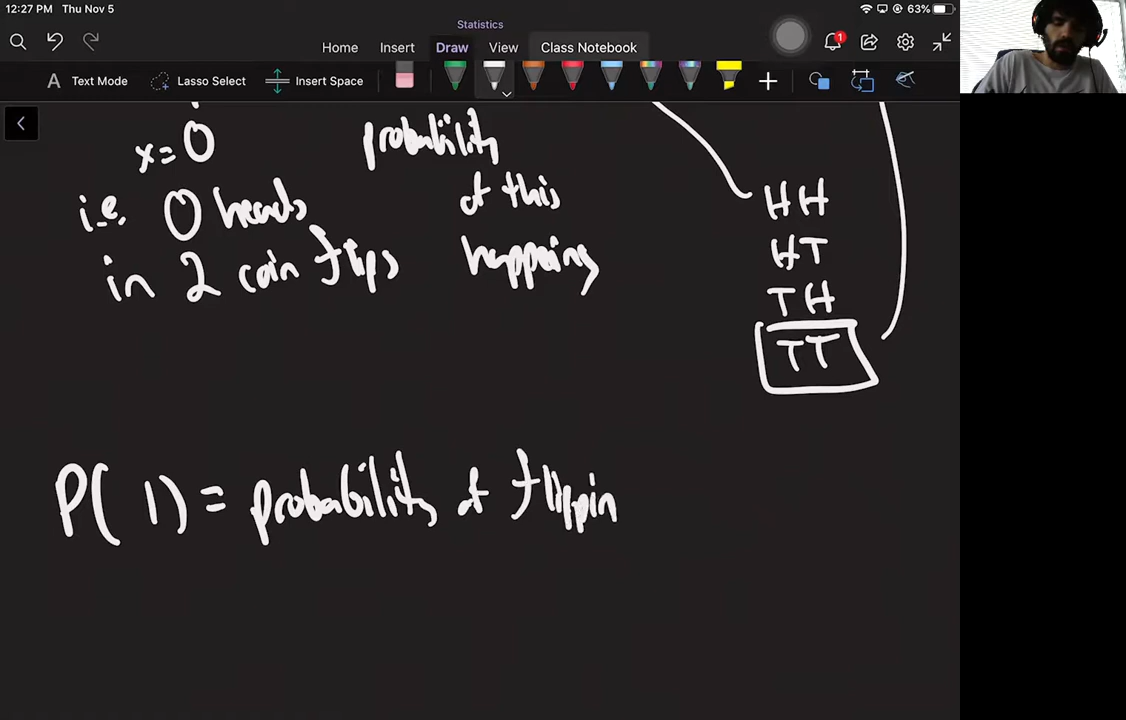 12:27 PM Thu Nov 5
63%
Statistics
Home Insert Draw View Class Notebook
1
Text Mode Lasso Select Insert Space
x = 0
i.e. 0 heads
in 2 coin flips
probability
of this
happening
HH
HT
TH
TT
P( 1) = probability of flippin